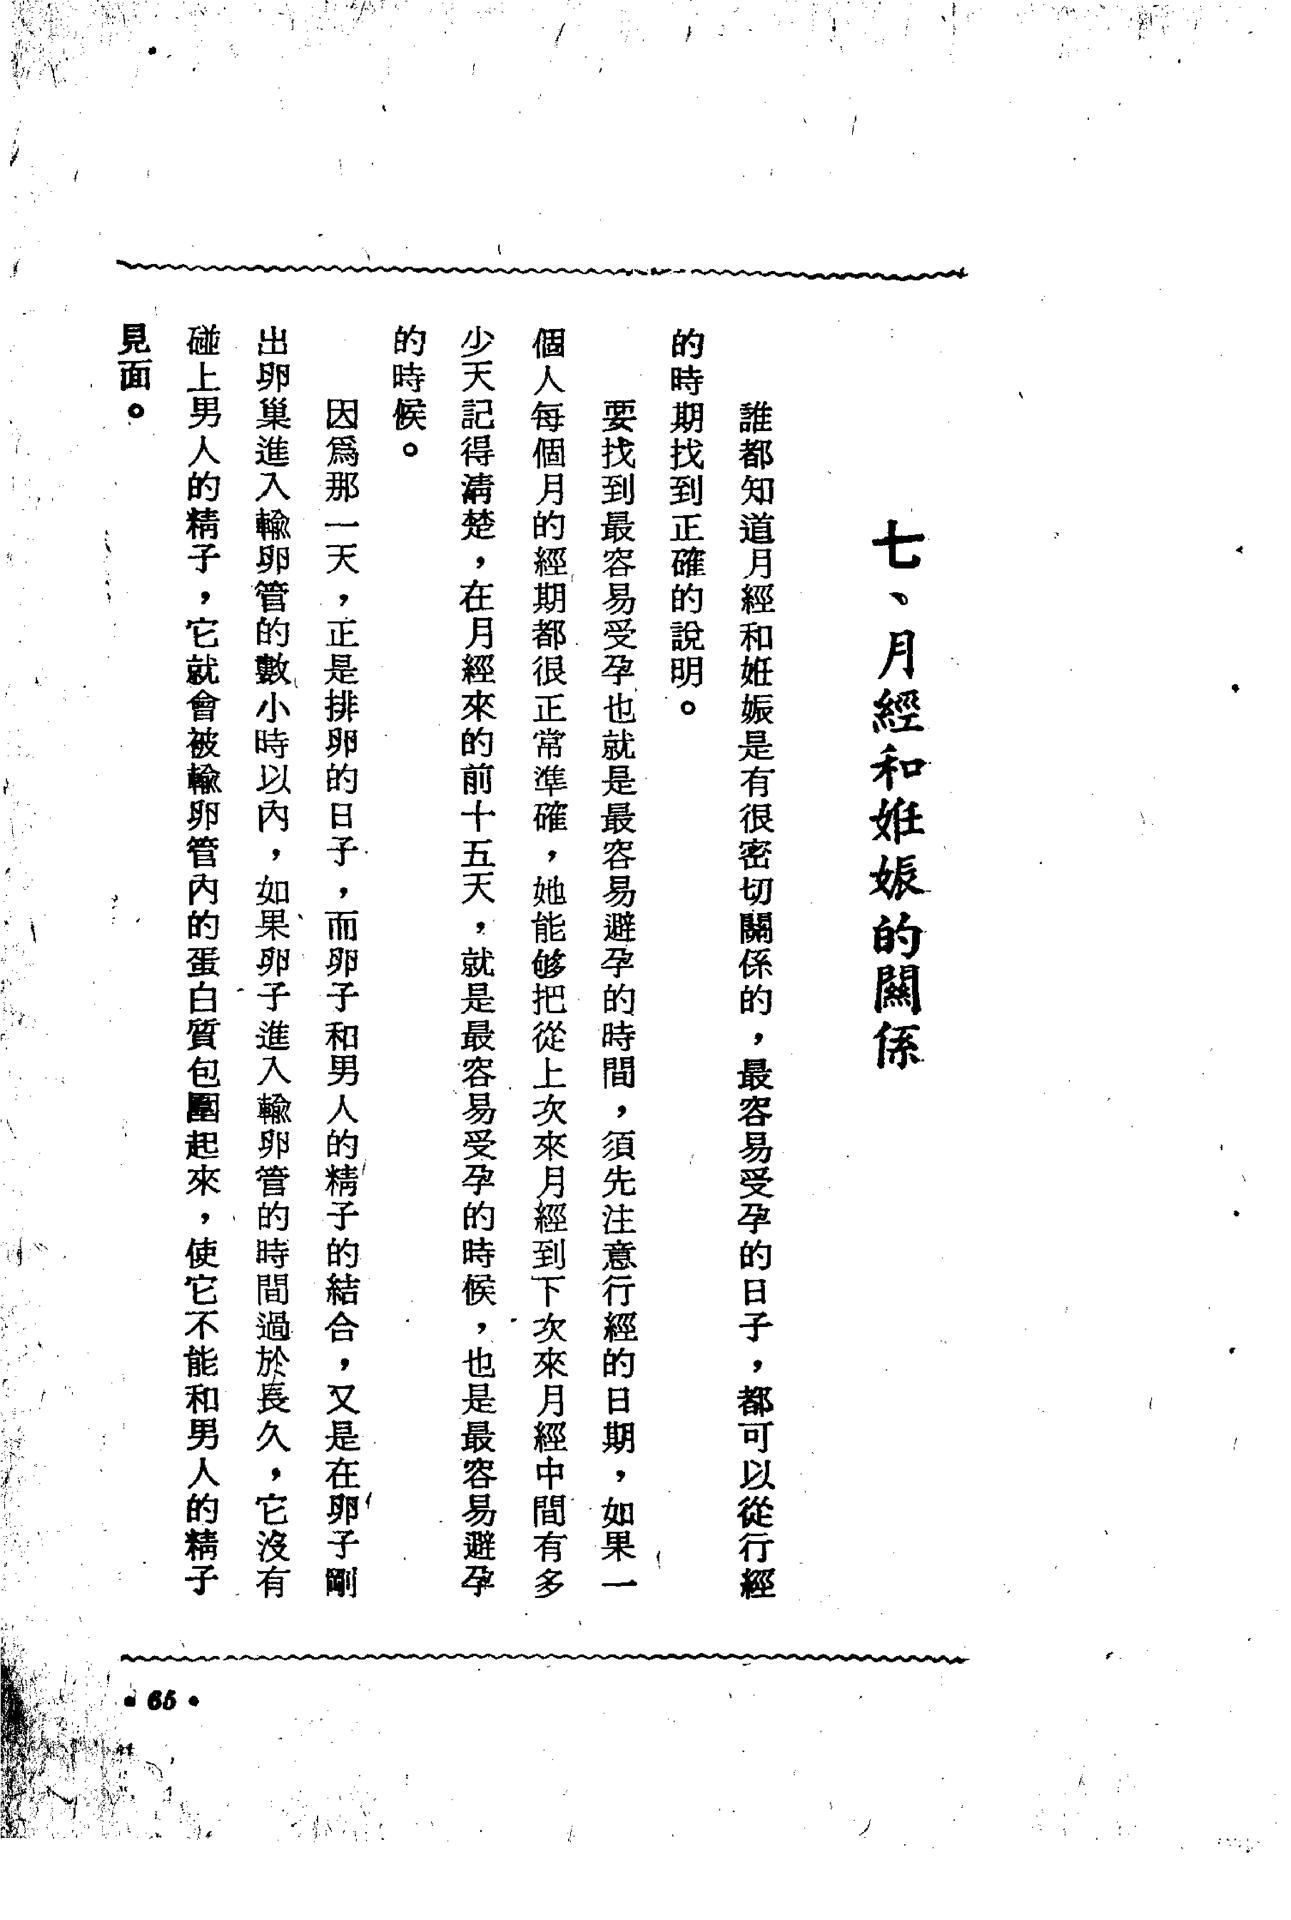 七、月經和姙娠的關係
誰都知道月經和姙娠是有很密切關係的，最容易受孕的日子，都可以從行經
的時期找到正確的說明。
要找到最容易受孕也就是最容易避孕的時間，須先注意行經的日期，如果一
個人每個月的經期都很正常準確，她能够把從上次來月經到下次來月經中間有多
少天記得清楚，在月經來的前十五天，就是最容易受孕的時候，也是最容易避孕
的時候。
因爲那一天，正是排卵的日子，而卵子和男人的精子的結合，又是在卵子剛
出卵巢進入輸卵管的數小時以內，如果卵子進入輸卵管的時間過於長久，它沒有
碰上男人的精子，它就會被輸卵管內的蛋白質包圍起來，使它不能和男人的精子
見面。
• 65 •